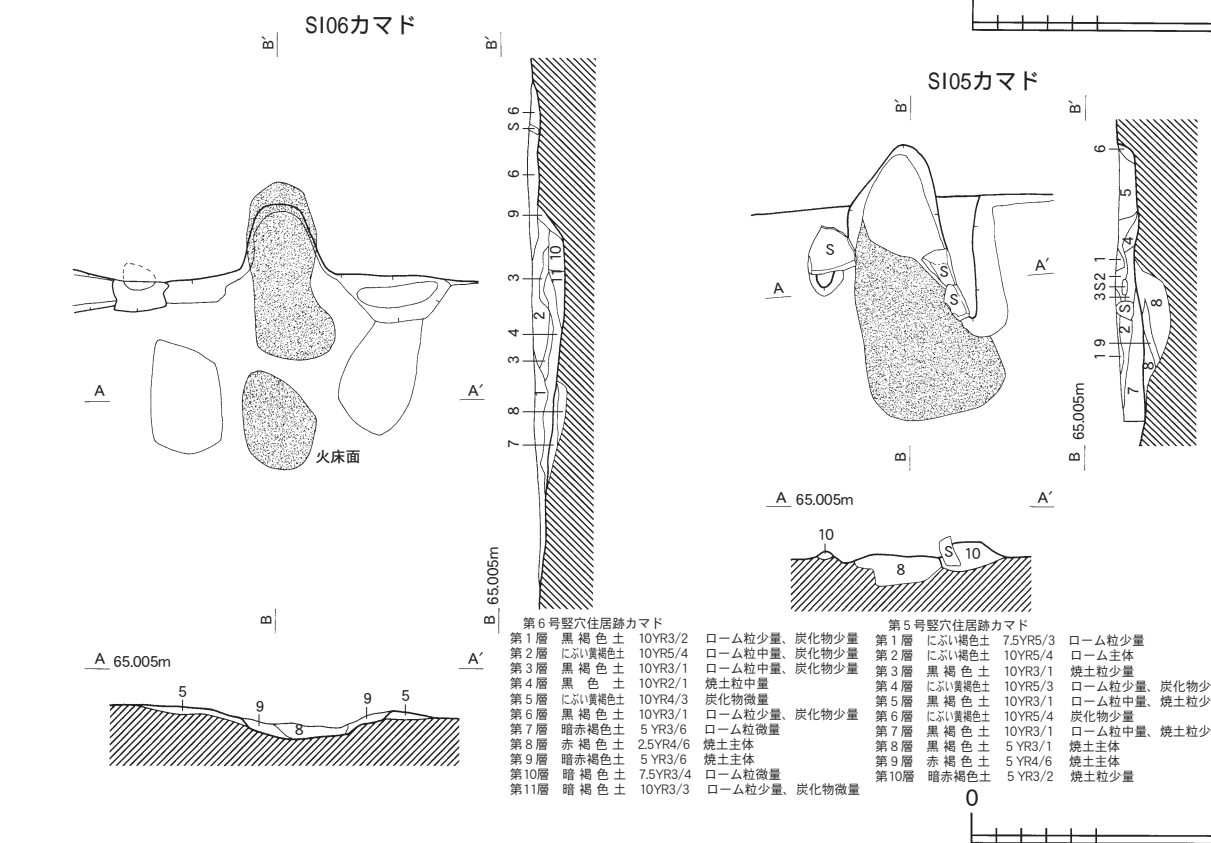 SI06カマド
B′
B′
6
S
6
9
10
11
3
2
4
3
1
8
7
A
A′
火床面
B
B 65.005m
A 65.005m
A′
5
9
8
9
5
SI05カマド
B′
B′
6
5
4
1
2
S
3
S
2
9
1
8
8
7
S
S
S
A
A′
B
B 65.005m
A 65.005m
A′
10
8
S
10
第6号竪穴住居跡カマド
第1層 黒褐色土 10YR3/2 ローム粒少量、炭化物少量
第2層 にぶい黄褐色土 10YR5/4 ローム粒中量、炭化物少量
第3層 黒褐色土 10YR3/1 ローム粒中量、炭化物少量
第4層 黒色土 10YR2/1 焼土粒中量
第5層 にぶい黄褐色土 10YR4/3 炭化物微量
第6層 黒褐色土 10YR3/1 ローム粒少量、炭化物少量
第7層 暗赤褐色土 5YR3/6 ローム粒微量
第8層 赤褐色土 2.5YR4/6 焼土主体
第9層 暗赤褐色土 5YR3/6 焼土主体
第10層 暗褐色土 7.5YR3/4 ローム粒微量
第11層 暗褐色土 10YR3/3 ローム粒少量、炭化物微量
第5号竪穴住居跡カマド
第1層 にぶい褐色土 7.5YR5/3 ローム粒少量
第2層 にぶい褐色土 10YR5/4 ローム主体
第3層 黒褐色土 10YR3/1 焼土粒少量
第4層 にぶい黄褐色土 10YR5/3 ローム粒少量、炭化物少
第5層 黒褐色土 10YR3/1 ローム粒中量、焼土粒少
第6層 にぶい黄褐色土 10YR5/4 炭化物少量
第7層 黒褐色土 10YR3/1 ローム粒中量、焼土粒少
第8層 黒褐色土 5YR3/1 焼土主体
第9層 赤褐色土 5YR4/6 焼土主体
第10層 暗赤褐色土 5YR3/2 焼土粒少量
0